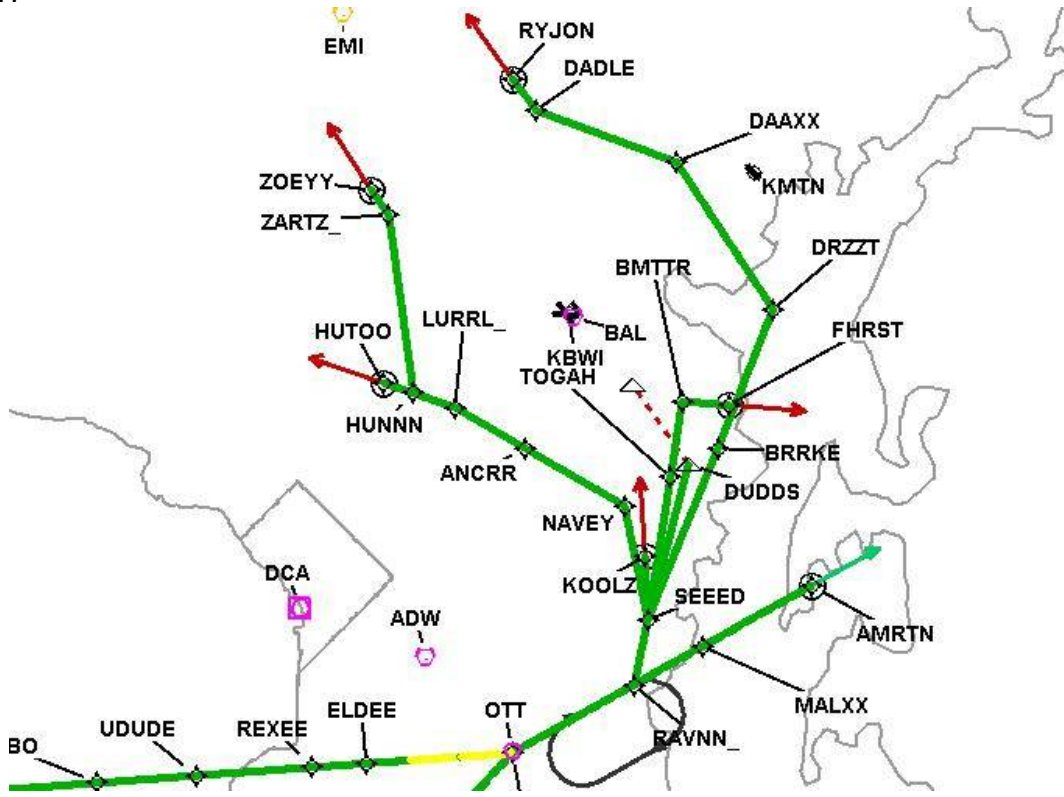 RYJON
EMI
DADLE
DAAXX
ZOEYY
KMTN
ZARTZ_
DRZZT
BMTTR
LURRL_
HUTOO
BAL
FHRST
KBWI
TOGAH
HUNNN
BRRKE
ANCRR
DUDDS
NAVEY
DCA
KOOLZ
SEEED
ADW
AMRTN
MALXX
OTT
ELDEE
REXEE
UDUDE
RAVNN_
BO